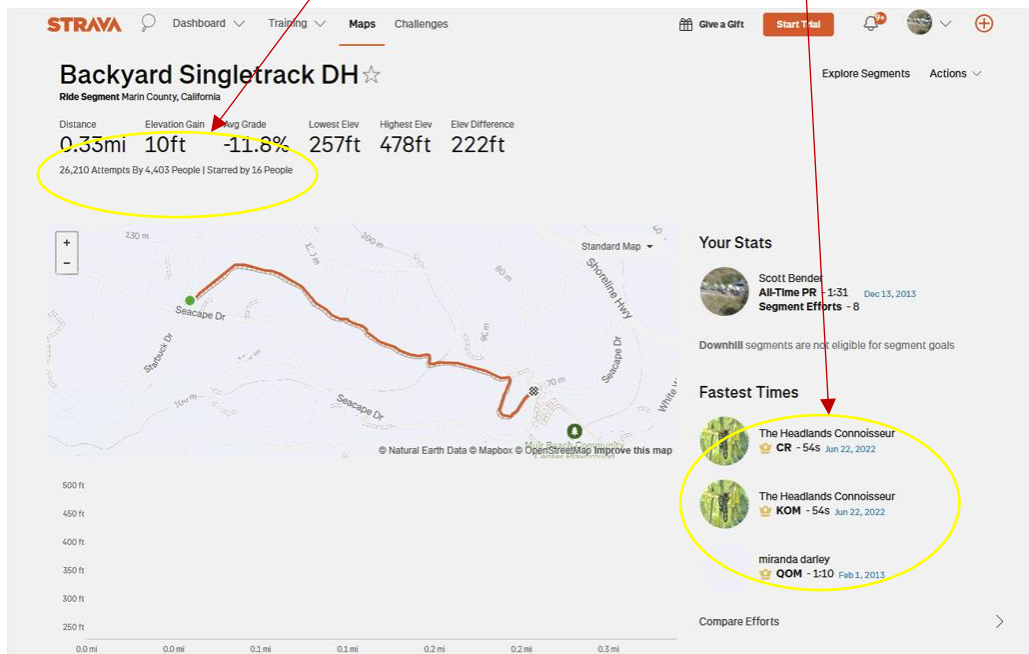 STRAVA Dashboard Training Maps Challenges Give a Gift Start Trial 9+
Backyard Singletrack DH
Explore Segments Actions
Ride Segment Marin County, California
Distance Elevation Gain Avg Grade Lowest Elev Highest Elev Elev Difference
0.33mi 10ft -11.8% 257ft 478ft 222ft
26,210 Attempts By 4,403 People | Starred by 16 People
+
−
130 m
100 m
80 m
Standard Map
Shoreline Hwy
Seacape Dr
Starbuck Dr
90 m
70 m
Seacape Dr
100 m
Seacape Dr
Muir Beach Community
Center Playground
© Natural Earth Data © Mapbox © OpenStreetMap Improve this map
500 ft
450 ft
400 ft
350 ft
300 ft
250 ft
0.0 mi 0.0 mi 0.1 mi 0.1 mi 0.2 mi 0.2 mi 0.3 mi
Your Stats
Scott Bender
All-Time PR - 1:31 Dec 13, 2013
Segment Efforts - 8
Downhill segments are not eligible for segment goals
Fastest Times
The Headlands Connoisseur
CR - 54s Jun 22, 2022
The Headlands Connoisseur
KOM - 54s Jun 22, 2022
miranda darley
QOM - 1:10 Feb 1, 2013
Compare Efforts